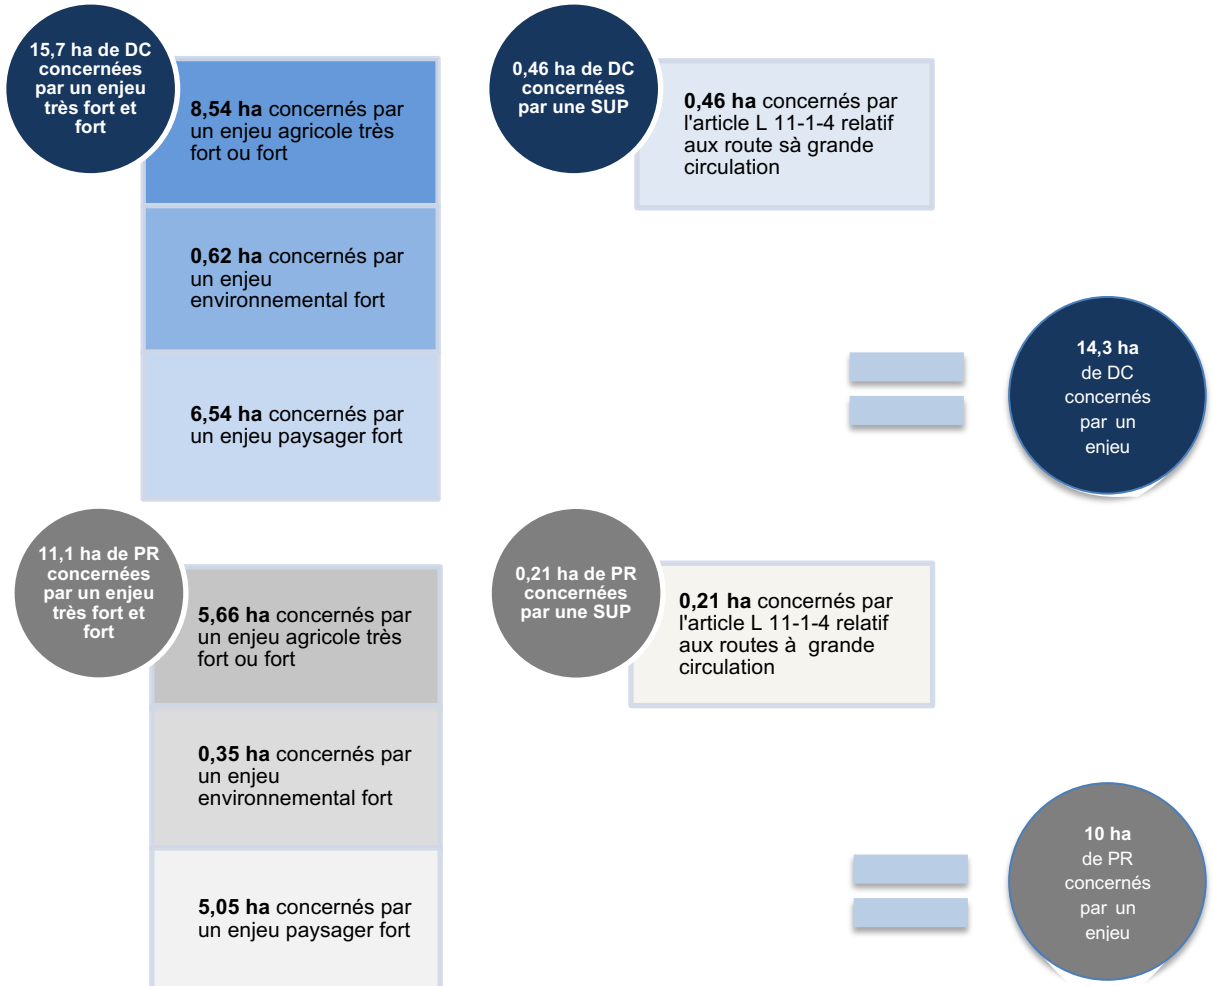 15,7 ha de DC
concernées
par un enjeu
très fort et
fort
8,54 ha concernés par
un enjeu agricole très
fort ou fort
0,62 ha concernés par
un enjeu
environnemental fort
6,54 ha concernés par
un enjeu paysager fort
0,46 ha de DC
concernées
par une SUP
0,46 ha concernés par
l'article L 11-1-4 relatif
aux route sà grande
circulation
14,3 ha
de DC
concernés
par un
enjeu
11,1 ha de PR
concernées
par un enjeu
très fort et
fort
5,66 ha concernés par
un enjeu agricole très
fort ou fort
0,35 ha concernés par
un enjeu
environnemental fort
5,05 ha concernés par
un enjeu paysager fort
0,21 ha de PR
concernées
par une SUP
0,21 ha concernés par
l'article L 11-1-4 relatif
aux routes à grande
circulation
10 ha
de PR
concernés
par un
enjeu